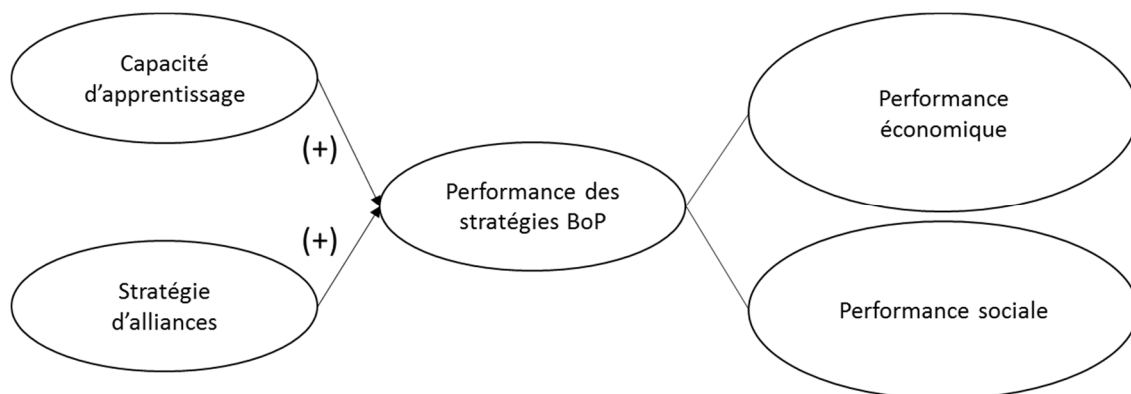 Capacité
d'apprentissage
(+)
Stratégie
d'alliances
(+)
Performance des
stratégies BoP
Performance
économique
Performance sociale